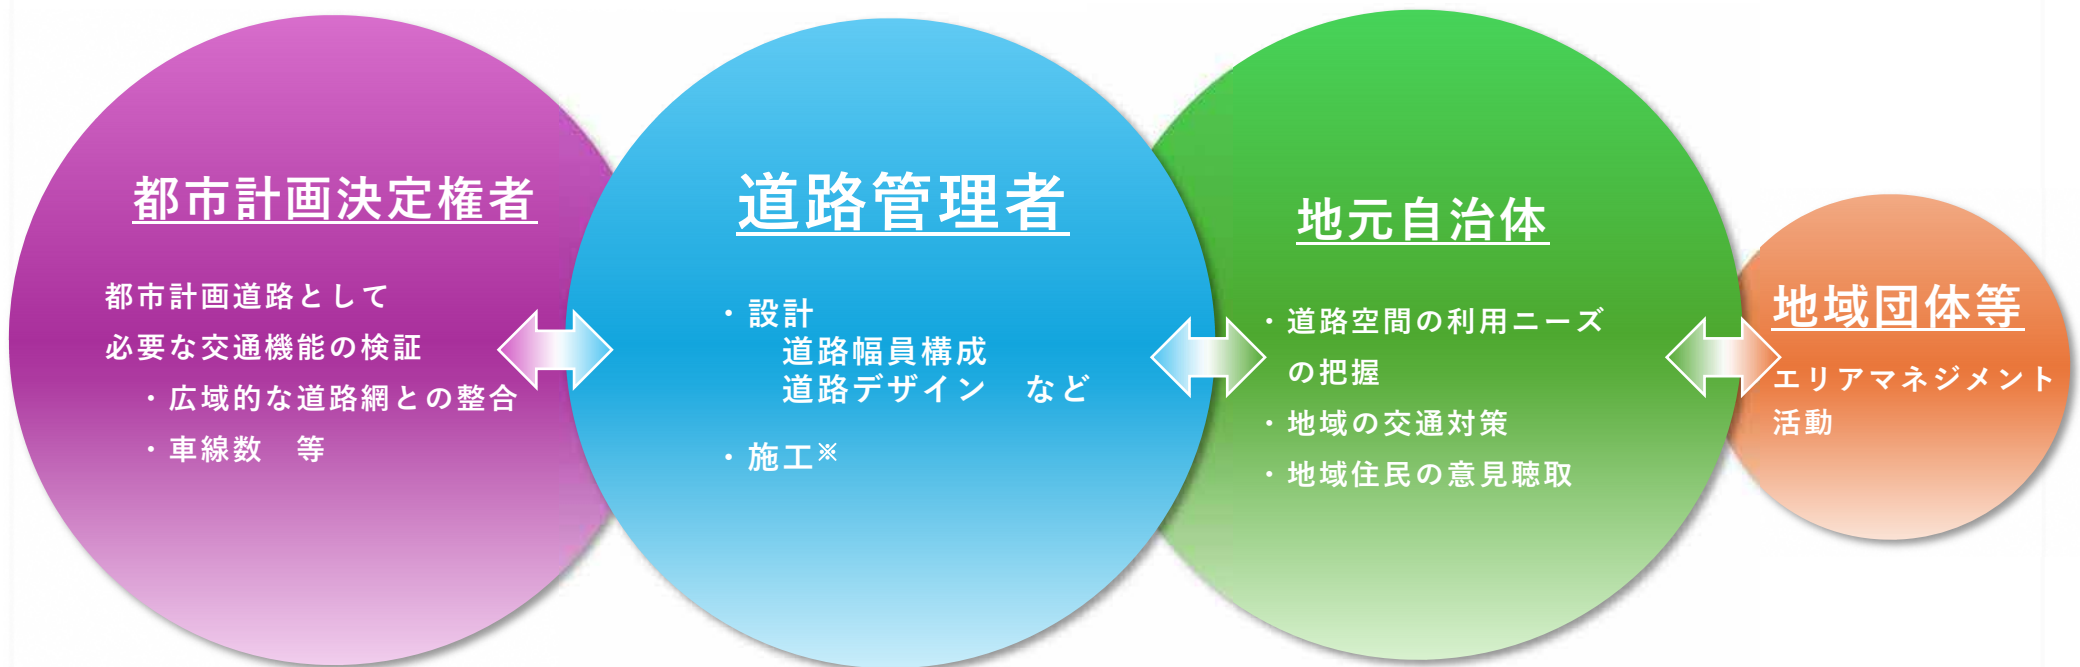 都市計画決定権者
都市計画道路として
必要な交通機能の検証
・広域的な道路網との整合
・車線数　等
道路管理者
・設計
道路幅員構成
道路デザイン　など
・施工※
地元自治体
・道路空間の利用ニーズ
の把握
・地域の交通対策
・地域住民の意見聴取
地域団体等
エリアマネジメント
活動